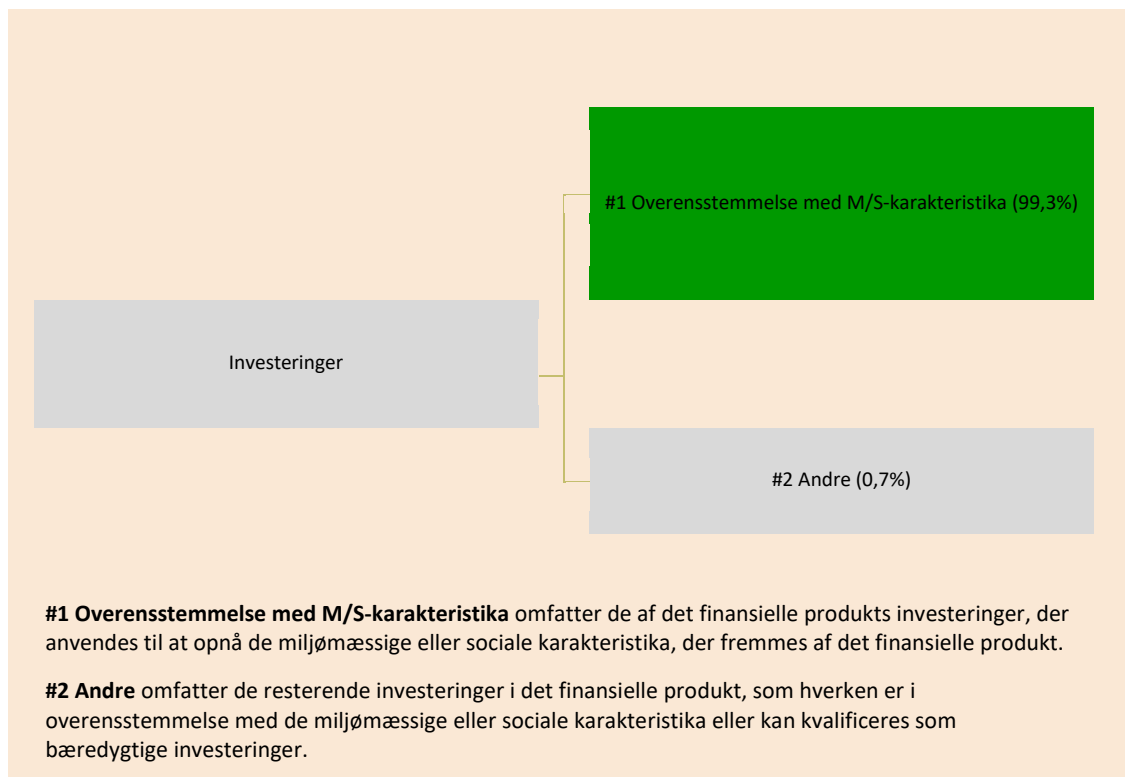 #1 Overensstemmelse med M/S-karakteristika (99,3%)
Investeringer
#2 Andre (0,7%)
#1 Overensstemmelse med M/S-karakteristika omfatter de af det finansielle produkts investeringer, der
anvendes til at opnå de miljømæssige eller sociale karakteristika, der fremmes af det finansielle produkt.
#2 Andre omfatter de resterende investeringer i det finansielle produkt, som hverken er i
overensstemmelse med de miljømæssige eller sociale karakteristika eller kan kvalificeres som
bæredygtige investeringer.